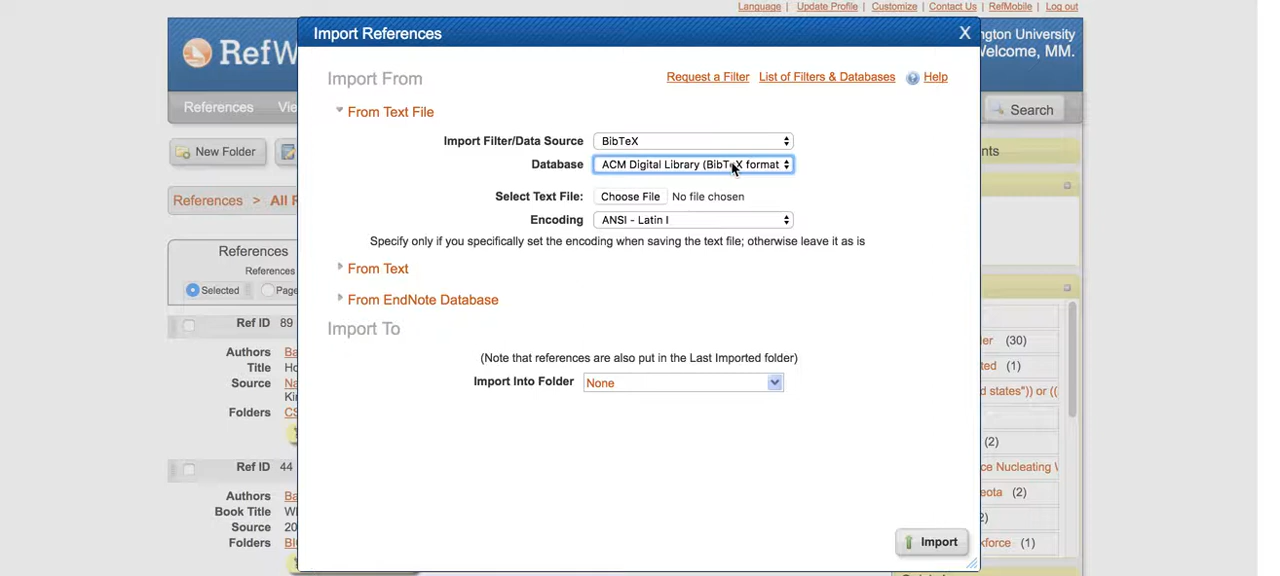 Language | Update Profile | Customize | Contact Us | RefMobile | Log out
Import References X
RefW
ngton University
Welcome, MM.
Import From
Request a Filter List of Filters & Databases Help
References Vie
Search
From Text File
Import Filter/Data Source BibTeX
New Folder
nts
Database ACM Digital Library (BibTeX format
References > All R
Select Text File: Choose File No file chosen
Encoding ANSI - Latin I
Specify only if you specifically set the encoding when saving the text file; otherwise leave it as is
References
From Text
References
Selected Page
From EndNote Database
Import To
Ref ID 89
er (30)
Authors Ba
(Note that references are also put in the Last Imported folder)
Title Ho
ted (1)
Source Na
Import Into Folder None
Ki
d states")) or ((
Folders CS
(2)
Ref ID 44
ce Nucleating W
Authors Ba
eota (2)
Book Title W
Source 20
Folders BI
kforce (1)
Import